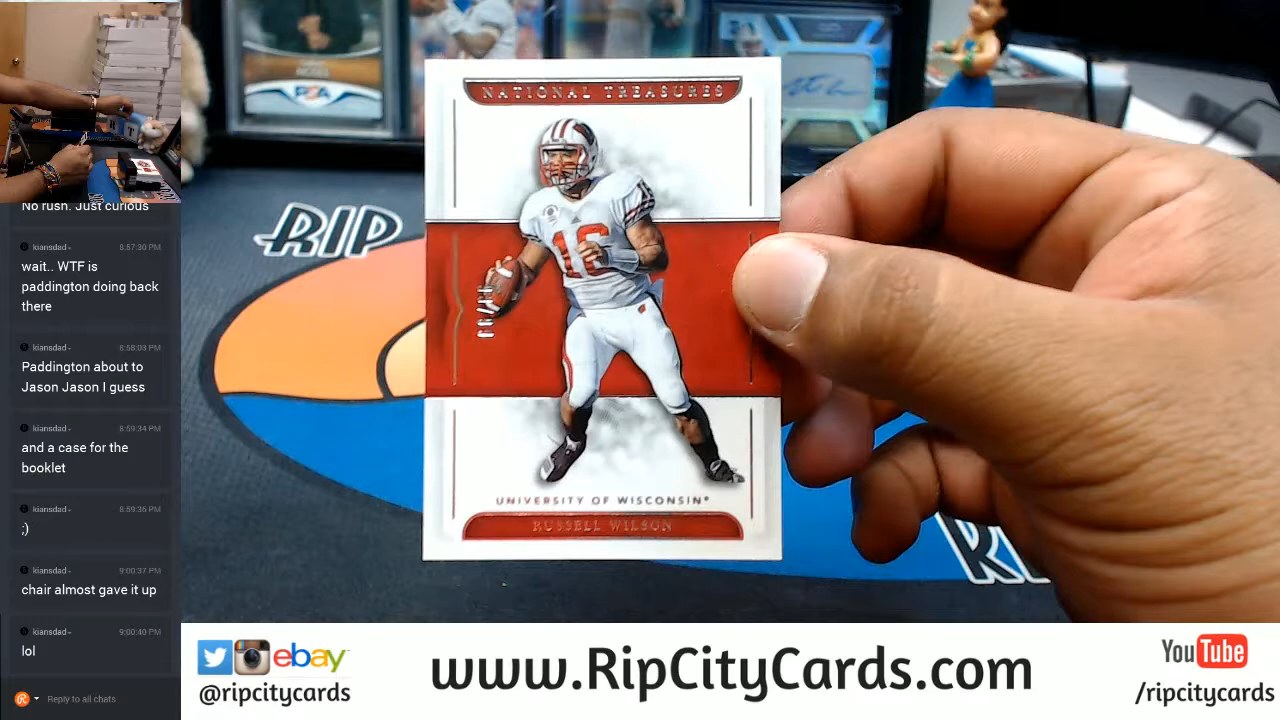 No rush. Just curious
kiansdad -
8:57:30 PM
wait.. WTF is
paddington doing back
there
kiansdad -
8:58:03 PM
Paddington about to
Jason Jason I guess
kiansdad -
8:59:34 PM
and a case for the
booklet
kiansdad -
8:59:36 PM
;)
kiansdad -
9:00:37 PM
chair almost gave it up
kiansdad -
9:00:40 PM
lol
Reply to all chats
PSA
RIP
NATIONAL TREASURES
16
UNIVERSITY OF WISCONSIN®
RUSSELL WILSON
RI
ebay
@ripcitycards
www.RipCityCards.com
YouTube
/ripcitycards